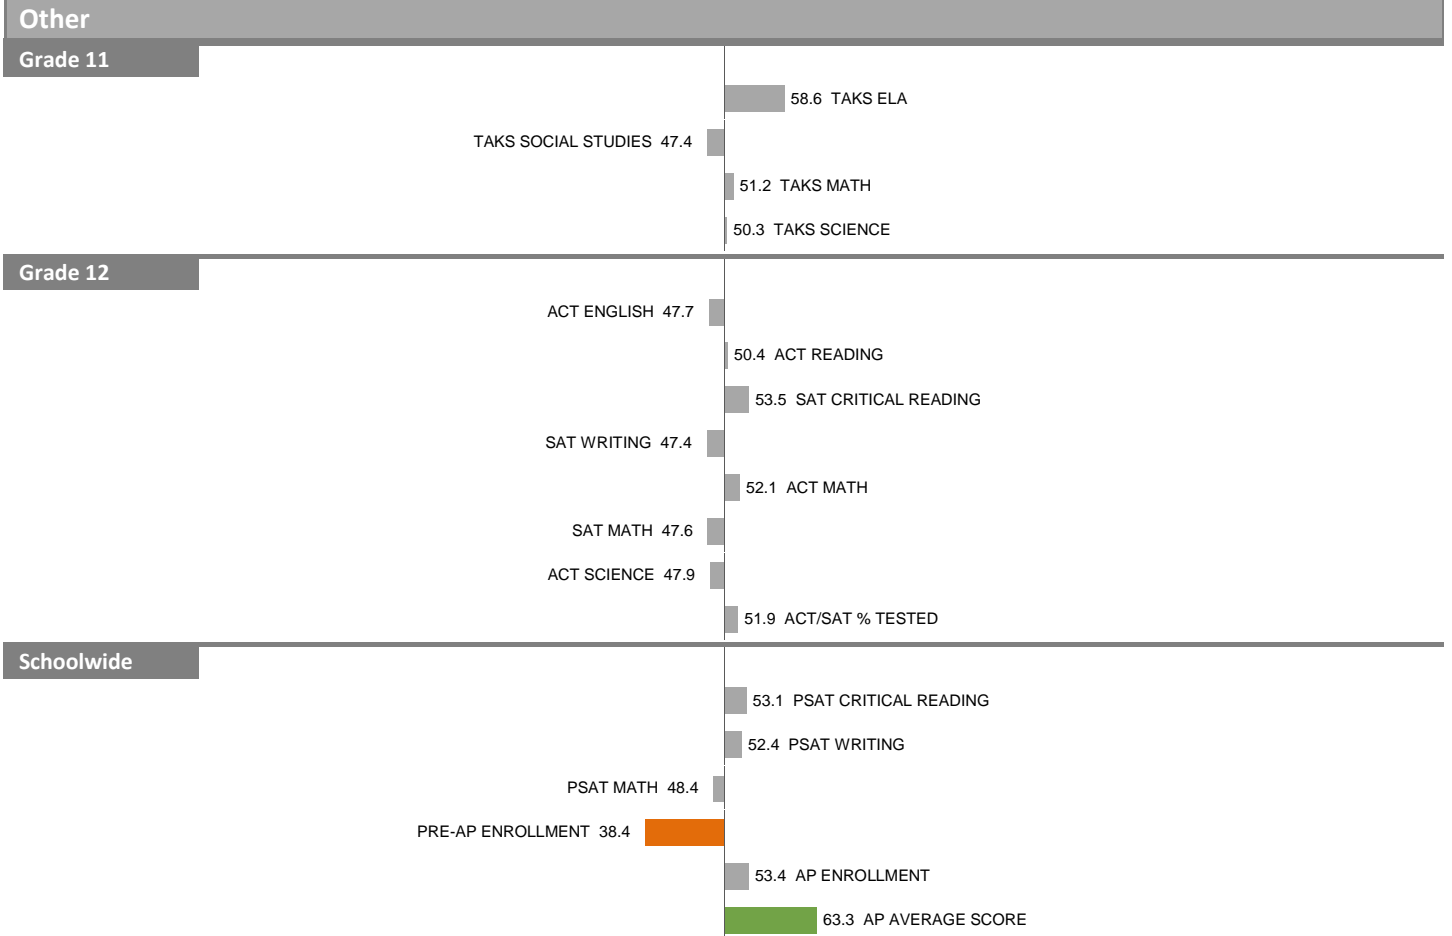 Other
Grade 11
58.6 TAKS ELA
TAKS SOCIAL STUDIES 47.4
51.2 TAKS MATH
50.3 TAKS SCIENCE
Grade 12
ACT ENGLISH 47.7
50.4 ACT READING
53.5 SAT CRITICAL READING
SAT WRITING 47.4
52.1 ACT MATH
SAT MATH 47.6
ACT SCIENCE 47.9
51.9 ACT/SAT % TESTED
Schoolwide
53.1 PSAT CRITICAL READING
52.4 PSAT WRITING
PSAT MATH 48.4
PRE-AP ENROLLMENT 38.4
53.4 AP ENROLLMENT
63.3 AP AVERAGE SCORE